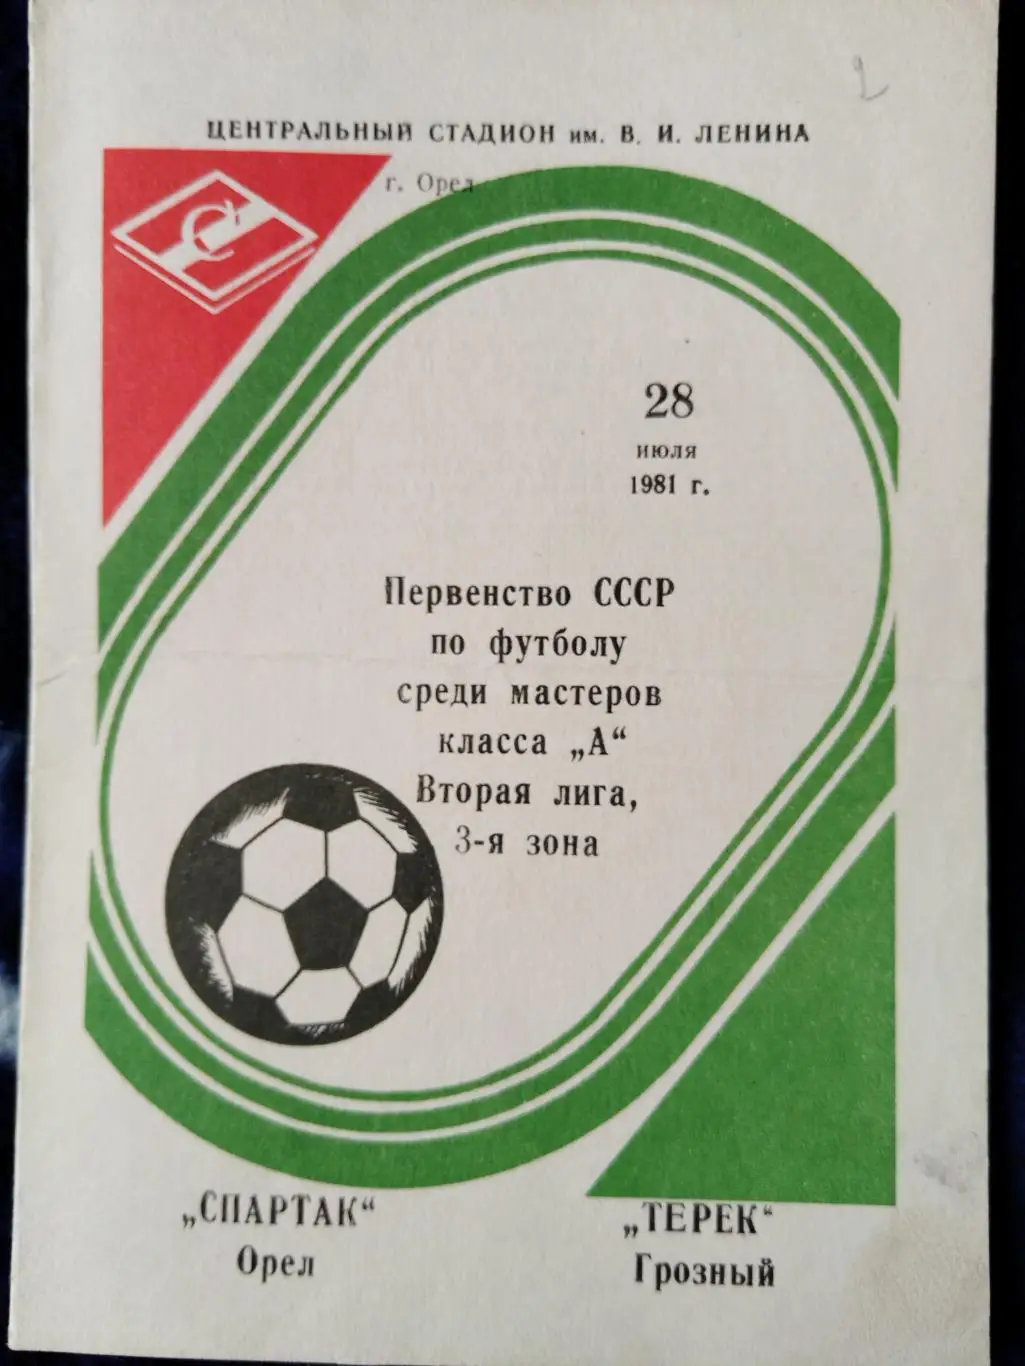 2
ЦЕНТРАЛЬНЫЙ СТАДИОН им. В. И. ЛЕНИНА
г. Орел
28
июля
1981 г.
Первенство СССР
по футболу
среди мастеров
класса „А“
Вторая лига,
3-я зона
„СПАРТАК“
Орел
„ТЕРЕК“
Грозный